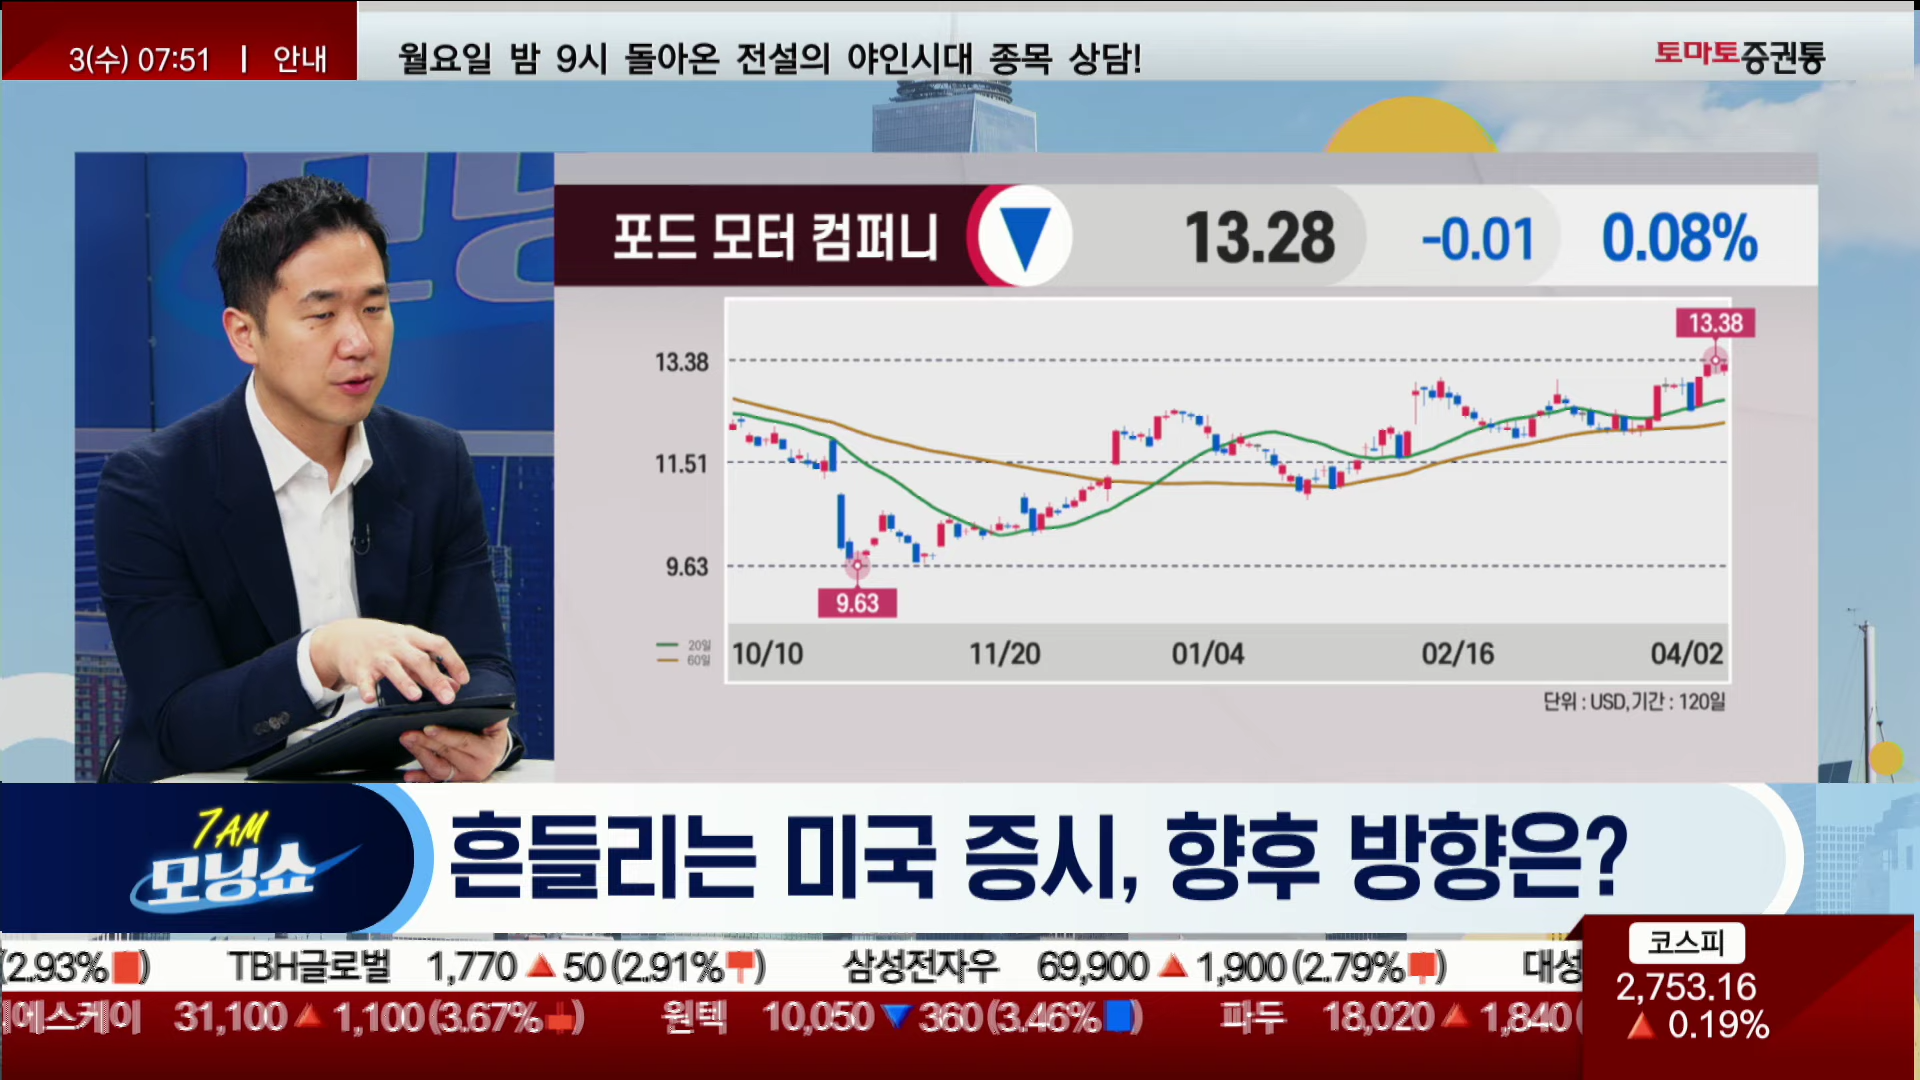 3(수) 07:51 | 안내
월요일 밤 9시 돌아온 전설의 야인시대 종목 상담!
토마토증권통
포드 모터 컴퍼니 ▼ 13.28 -0.01 0.08%
13.38
13.38
11.51
9.63
9.63
20일
60일
10/10 11/20 01/04 02/16 04/02
단위 : USD, 기간 : 120일
7AM
모닝쇼
흔들리는 미국 증시, 향후 방향은?
(2.93% ) TBH글로벌 1,770 ▲ 50 (2.91% ) 삼성전자우 69,900 ▲ 1,900 (2.79% ) 대성
에스케이 31,100 ▲ 1,100 (3.67% ) 원텍 10,050 ▼ 360 (3.46% ) 파두 18,020 ▲ 1,840 (
코스피
2,753.16
▲ 0.19%